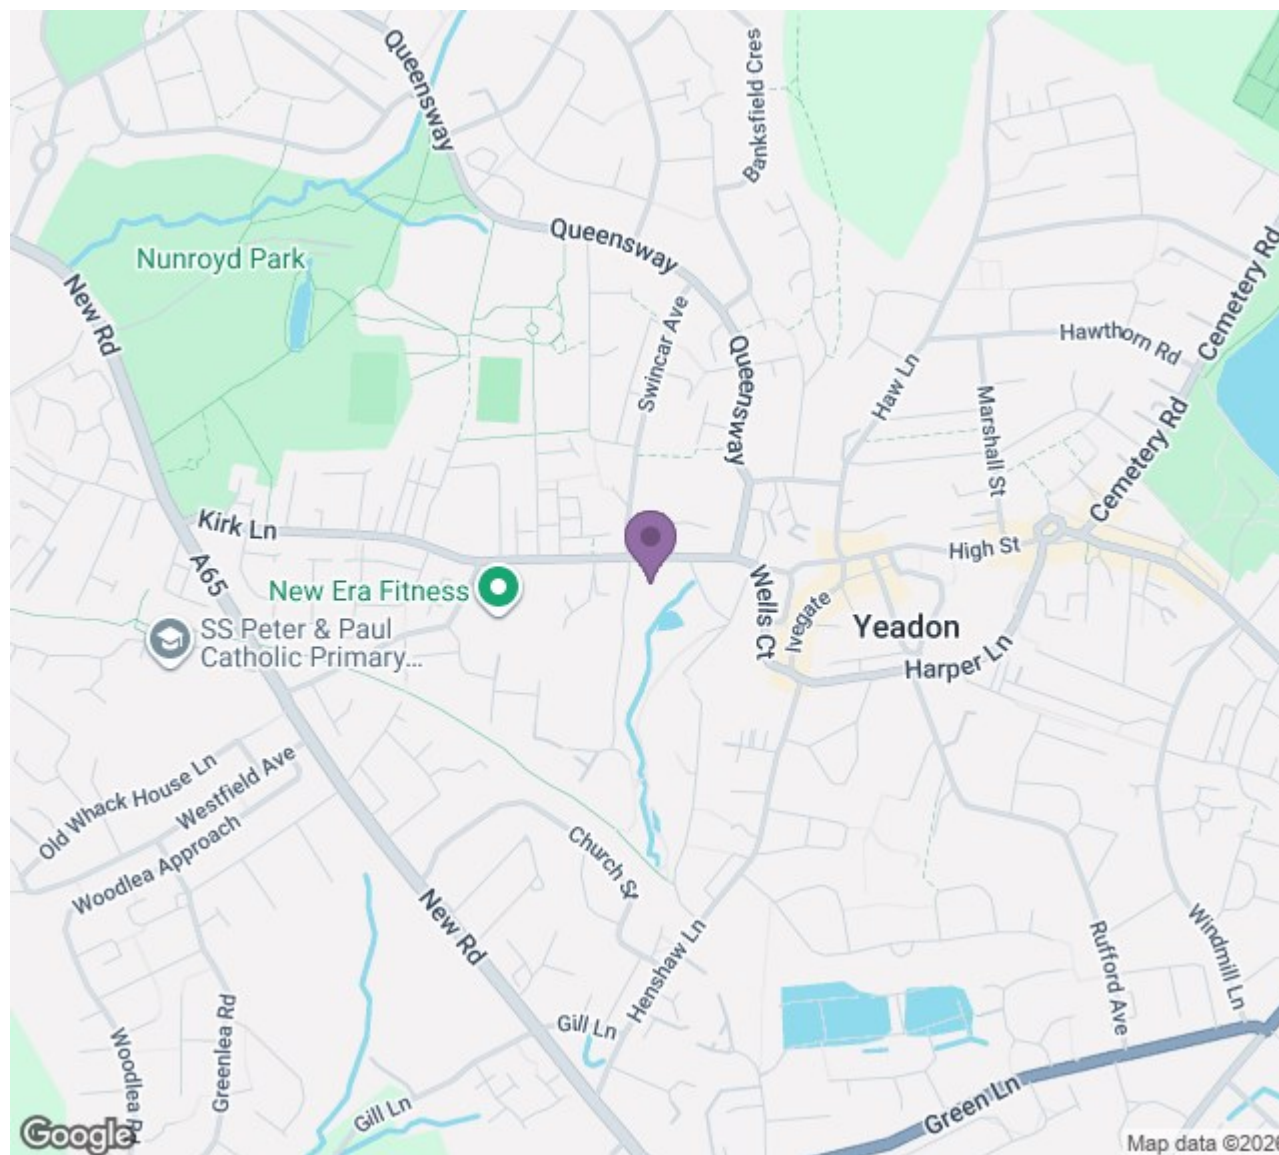 Queensway
Banksfield Cres
Queensway
Cemetery Rd
Nunroyd Park
New Rd
Swincar Ave
Queensway
Hawthorn Rd
Haw Ln
Marshall St
Cemetery Rd
Kirk Ln
High St
A65
New Era Fitness
Wells Ct
Ivegate
Yeadon
SS Peter & Paul
Catholic Primary...
Harper Ln
Old Whack House Ln
Westfield Ave
Woodlea Approach
Church St
New Rd
Henshaw Ln
Rufford Ave
Windmill Ln
Gill Ln
Greenlea Rd
Woodlea Rd
Gill Ln
Green Ln
Google
Map data ©2026